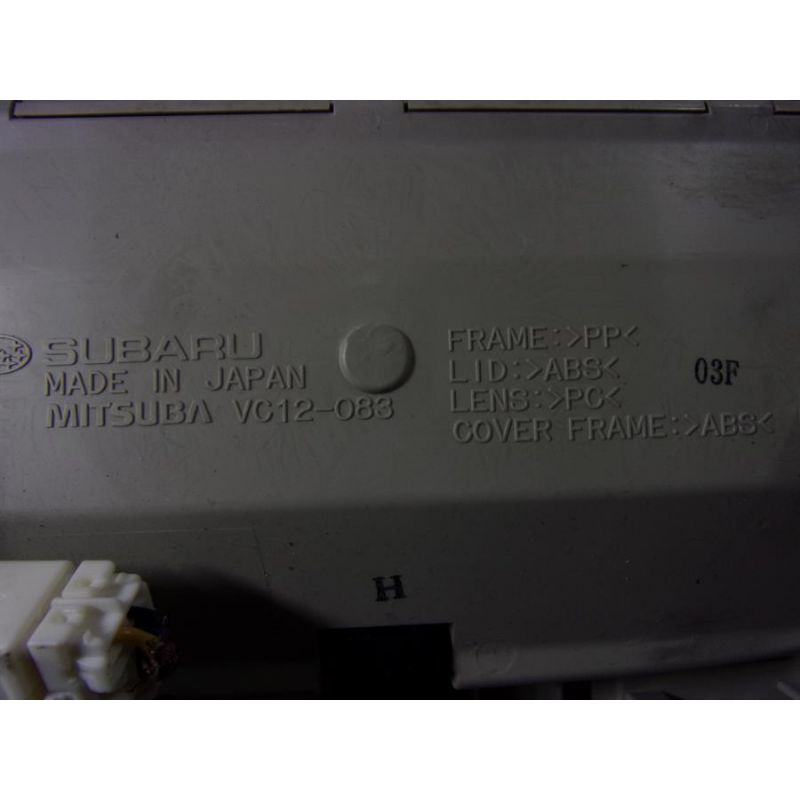 SUBARU
MADE IN JAPAN
MITSUBA VC12-083
FRAME:>PP<
LID:>ABS<
LENS:>PC<
COVER FRAME:>ABS<
03F
H